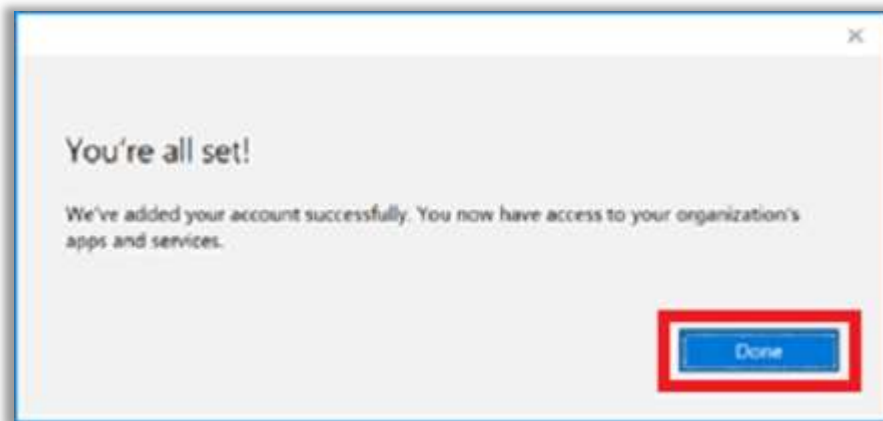 You're all set!
We've added your account successfully. You now have access to your organization's
apps and services.
Done